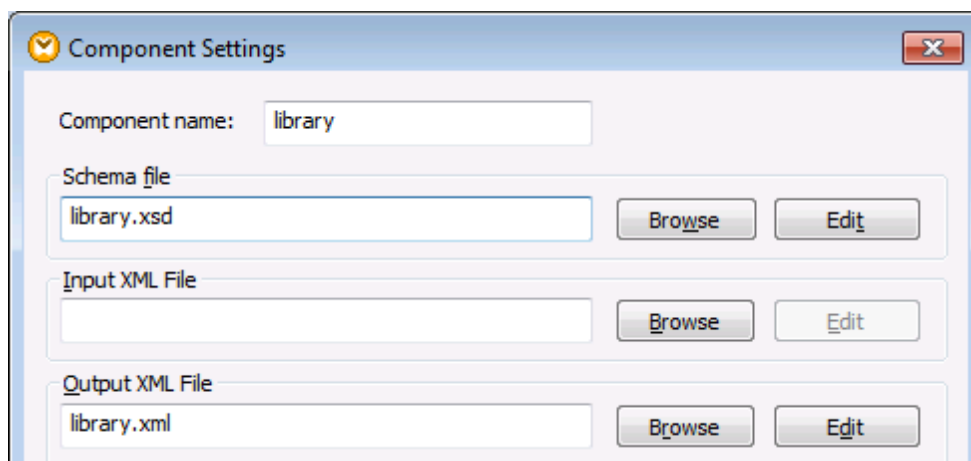 Component Settings
Component name: library
Schema file
library.xsd Browse Edit
Input XML File
Browse Edit
Output XML File
library.xml Browse Edit